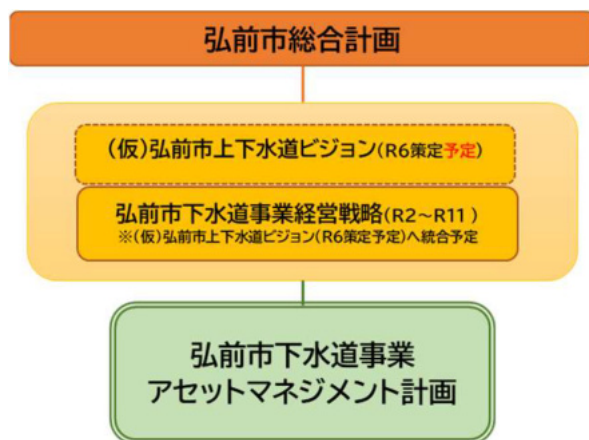 弘前市総合計画
(仮)弘前市上下水道ビジョン(R6策定予定)
弘前市下水道事業経営戦略(R2～R11)
※(仮)弘前市上下水道ビジョン(R6策定予定)へ統合予定
弘前市下水道事業
アセットマネジメント計画